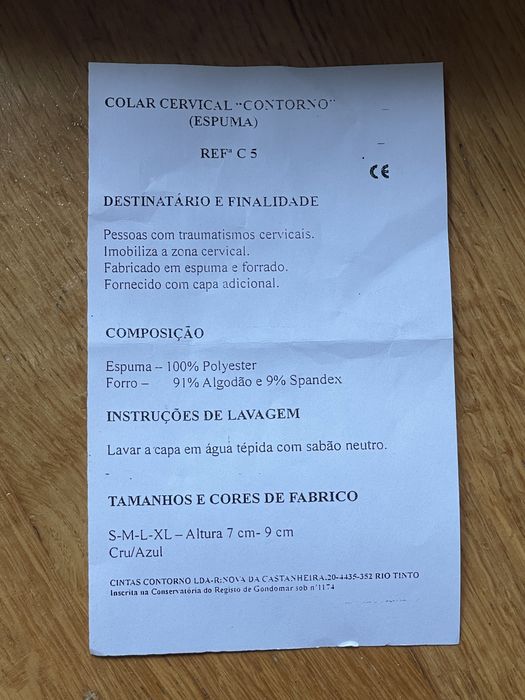 COLAR CERVICAL "CONTORNO"
(ESPUMA)
REFª C 5
CE
DESTINATÁRIO E FINALIDADE
Pessoas com traumatismos cervicais.
Imobiliza a zona cervical.
Fabricado em espuma e forrado.
Fornecido com capa adicional.
COMPOSIÇÃO
Espuma – 100% Polyester
Forro – 91% Algodão e 9% Spandex
INSTRUÇÕES DE LAVAGEM
Lavar a capa em água tépida com sabão neutro.
TAMANHOS E CORES DE FABRICO
S-M-L-XL – Altura 7 cm- 9 cm
Cru/Azul
CINTAS CONTORNO LDA-R:NOVA DA CASTANHEIRA.20-4435-352 RIO TINTO
Inscrita na Conservatória do Registo de Gondomar sob nº1174